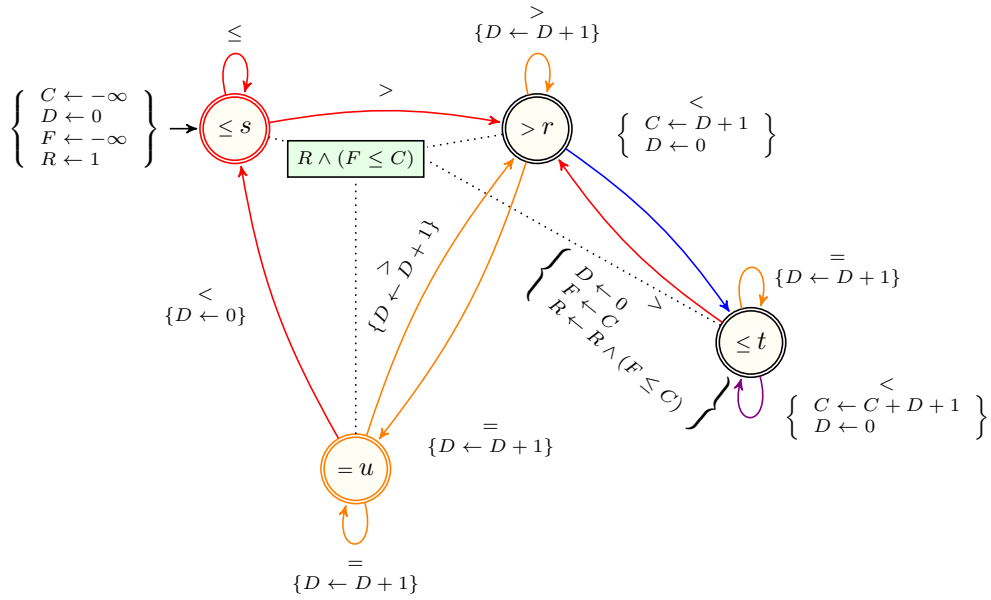 ≤
>
{D ← D + 1}
C ← −∞
D ← 0
F ← −∞
R ← 1
≤ s
>
> r
<
C ← D + 1
D ← 0
R ∧ (F ≤ C)
>
{D ← D + 1}
>
D ← 0
F ← C
R ← R ∧ (F ≤ C)
=
{D ← D + 1}
<
{D ← 0}
≤ t
<
C ← C + D + 1
D ← 0
=
{D ← D + 1}
= u
=
{D ← D + 1}